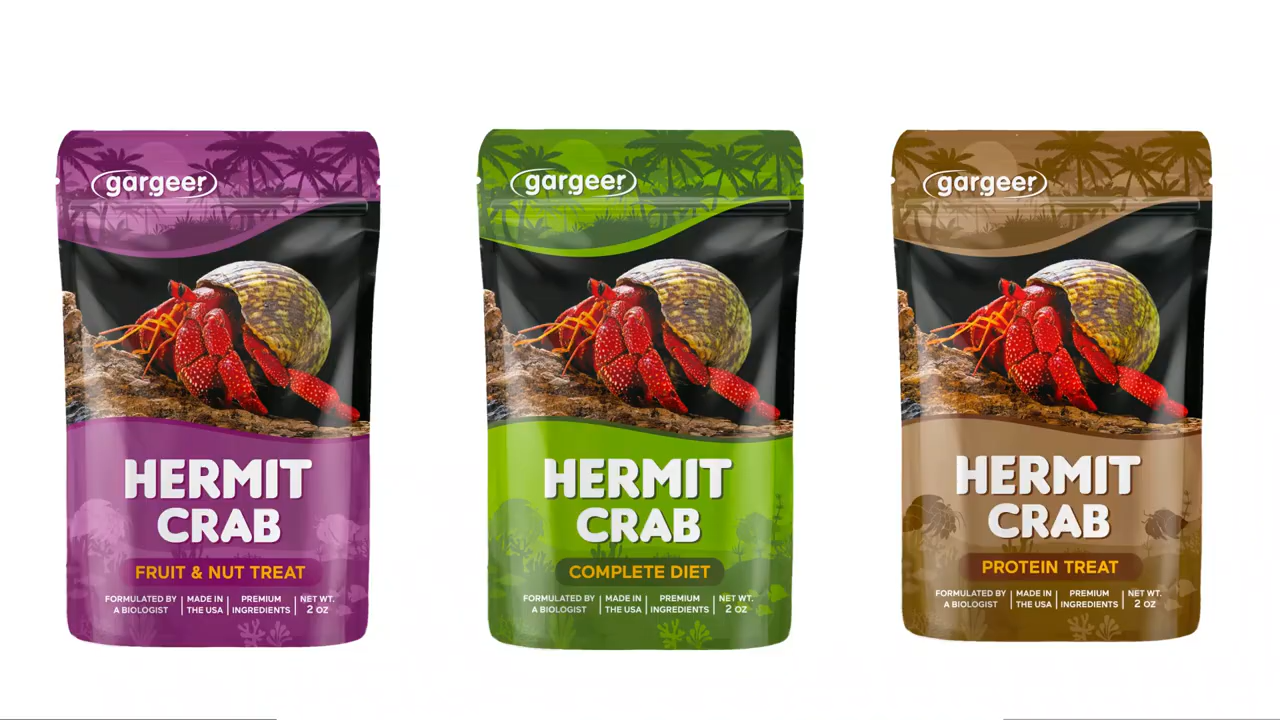 gargeer
HERMIT
CRAB
FRUIT & NUT TREAT
FORMULATED BY
A BIOLOGIST
MADE IN
THE USA
PREMIUM
INGREDIENTS
NET WT.
2 OZ
gargeer
HERMIT
CRAB
COMPLETE DIET
FORMULATED BY
A BIOLOGIST
MADE IN
THE USA
PREMIUM
INGREDIENTS
NET WT.
2 OZ
gargeer
HERMIT
CRAB
PROTEIN TREAT
FORMULATED BY
A BIOLOGIST
MADE IN
THE USA
PREMIUM
INGREDIENTS
NET WT.
2 OZ